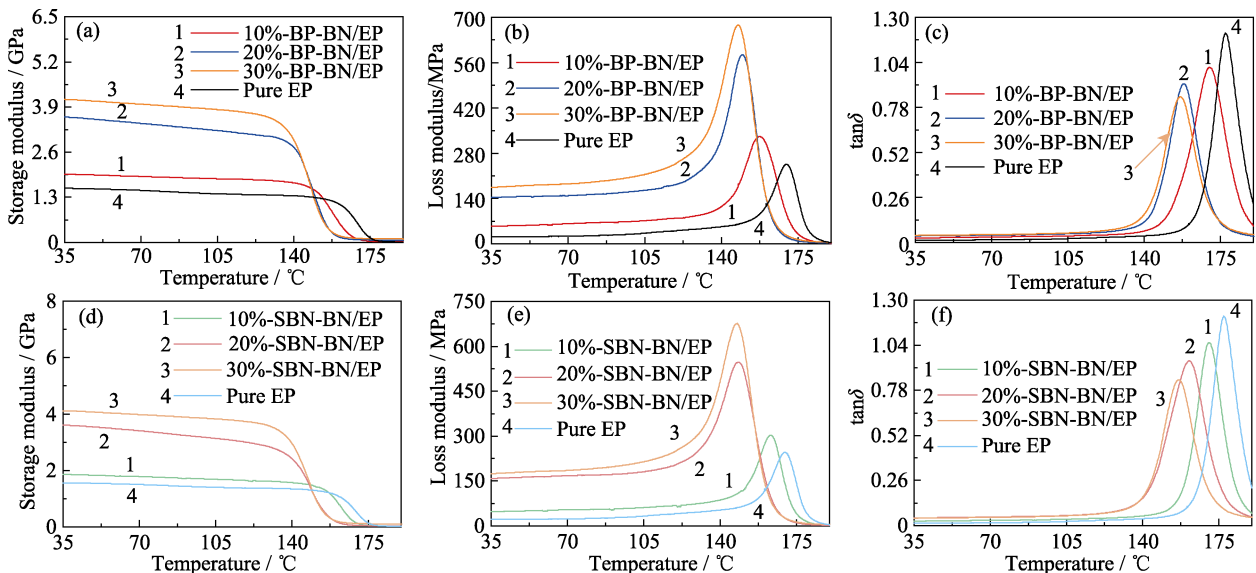 (a)
Storage modulus / GPa
6.5
5.2
3.9
2.6
1.3
0
1 10%-BP-BN/EP
2 20%-BP-BN/EP
3 30%-BP-BN/EP
4 Pure EP
3
2
1
4
35 70 105 140 175
Temperature / ℃
(b)
Loss modulus/MPa
700
560
420
280
140
0
1 10%-BP-BN/EP
2 20%-BP-BN/EP
3 30%-BP-BN/EP
4 Pure EP
3
2
1
4
35 70 105 140 175
Temperature / ℃
(c)
tanδ
1.30
1.04
0.78
0.52
0.26
0
1 10%-BP-BN/EP
2 20%-BP-BN/EP
3 30%-BP-BN/EP
4 Pure EP
4
1
2
3
35 70 105 140 175
Temperature / ℃
(d)
Storage modulus / GPa
8
6
4
2
0
1 10%-SBN-BN/EP
2 20%-SBN-BN/EP
3 30%-SBN-BN/EP
4 Pure EP
3
2
1
4
35 70 105 140 175
Temperature / ℃
(e)
Loss modulus / MPa
750
600
450
300
150
0
1 10%-SBN-BN/EP
2 20%-SBN-BN/EP
3 30%-SBN-BN/EP
4 Pure EP
3
2
1
4
35 70 105 140 175
Temperature / ℃
(f)
tanδ
1.30
1.04
0.78
0.52
0.26
0
1 10%-SBN-BN/EP
2 20%-SBN-BN/EP
3 30%-SBN-BN/EP
4 Pure EP
4
1
2
3
35 70 105 140 175
Temperature / ℃